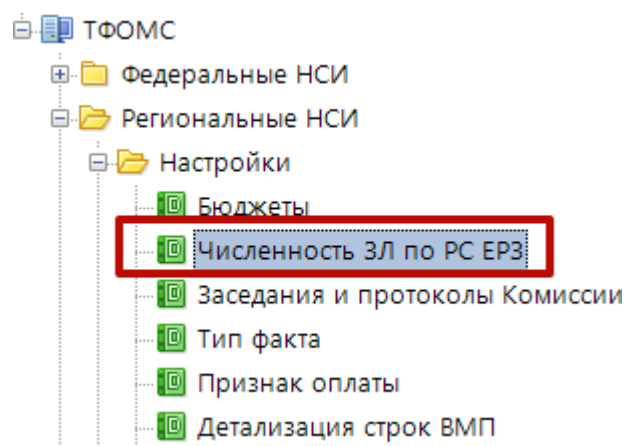 ТФОМС
Федеральные НСИ
Региональные НСИ
Настройки
Бюджеты
Численность ЗЛ по РС ЕРЗ
Заседания и протоколы Комиссии
Тип факта
Признак оплаты
Детализация строк ВМП